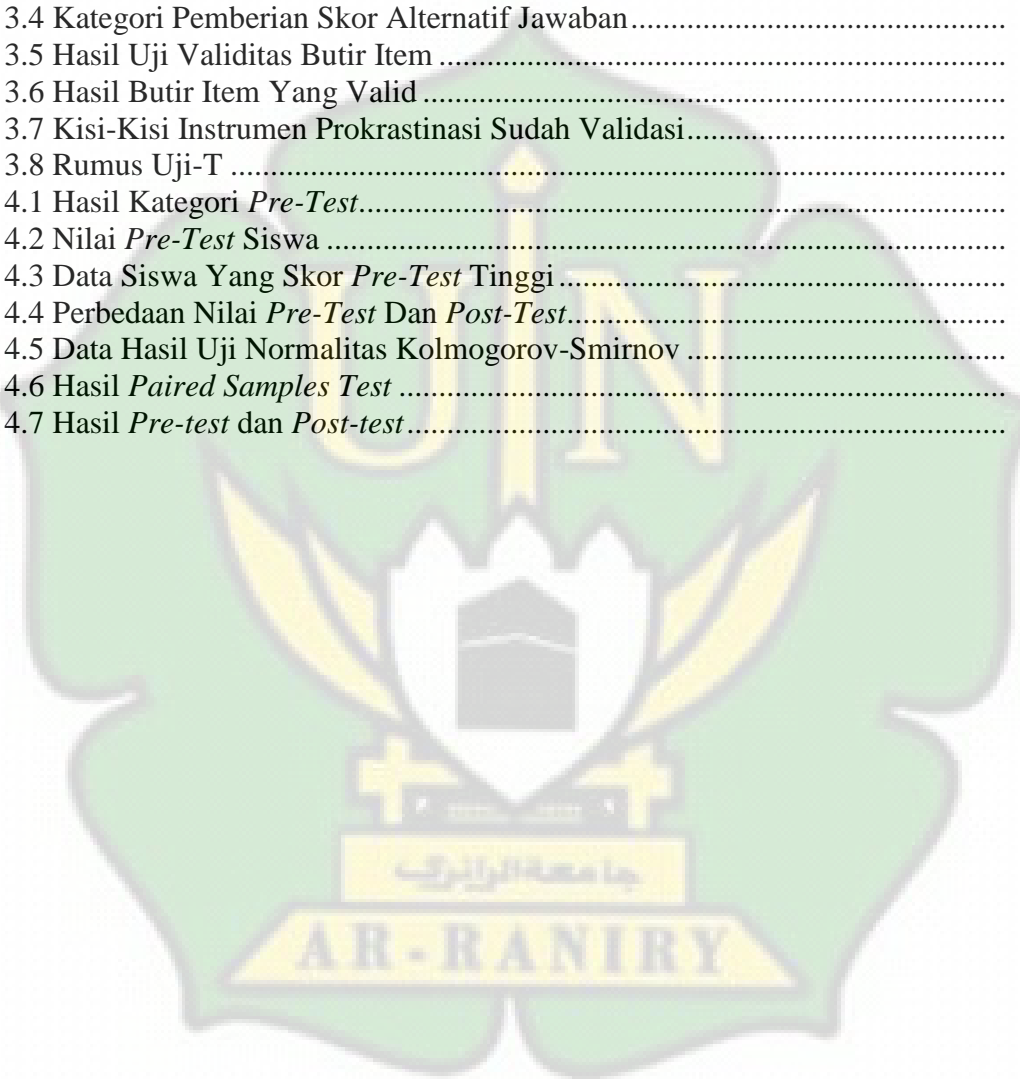 3.4 Kategori Pemberian Skor Alternatif Jawaban.......................................................
3.5 Hasil Uji Validitas Butir Item ....................................................................................
3.6 Hasil Butir Item Yang Valid .......................................................................................
3.7 Kisi-Kisi Instrumen Prokrastinasi Sudah Validasi................................................
3.8 Rumus Uji-T ................................................................................................................
4.1 Hasil Kategori Pre-Test................................................................................................
4.2 Nilai Pre-Test Siswa ....................................................................................................
4.3 Data Siswa Yang Skor Pre-Test Tinggi ....................................................................
4.4 Perbedaan Nilai Pre-Test Dan Post-Test..................................................................
4.5 Data Hasil Uji Normalitas Kolmogorov-Smirnov ................................................
4.6 Hasil Paired Samples Test ..........................................................................................
4.7 Hasil Pre-test dan Post-test.........................................................................................
UIN
جامعة الرانري
AR-RANIRY